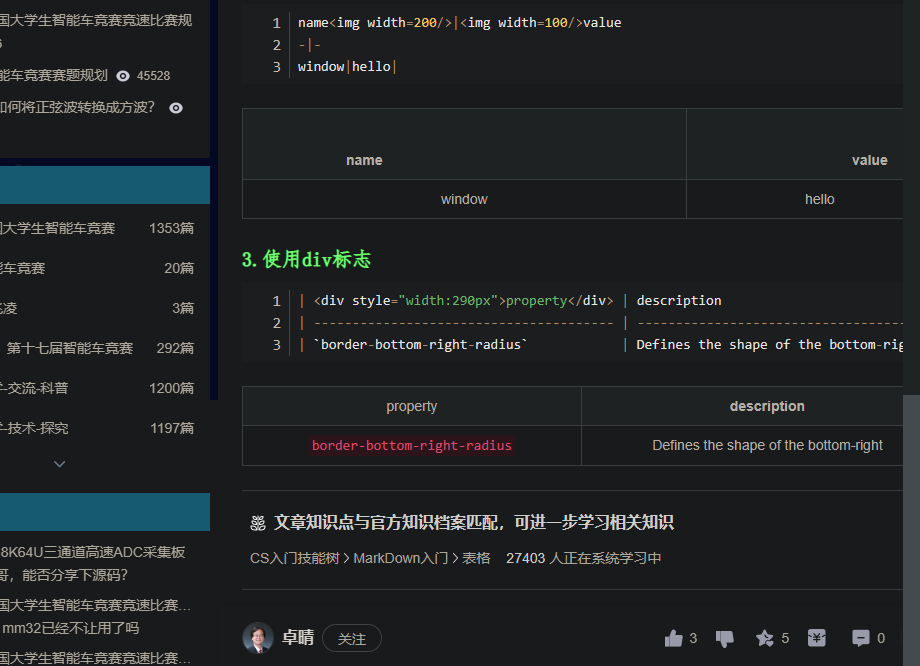 国大学生智能车竞赛竞速比赛规
6
能车竞赛赛题规划 45528
如何将正弦波转换成方波？
国大学生智能车竞赛 1353篇
能车竞赛 20篇
飞凌 3篇
第十七届智能车竞赛 292篇
学-交流-科普 1200篇
学-技术-探究 1197篇
8K64U三通道高速ADC采集板
哥，能否分享下源码？
国大学生智能车竞赛竞速比赛…
mm32已经不让用了吗
国大学生智能车竞赛竞速比赛…
1 name<img width=200/>|<img width=100/>value
2 -|-
3 window|hello|
name value
window hello
3.使用div标志
1 | <div style="width:290px">property</div> | description
2 | --------------------------------------- | ----------------------------------
3 | `border-bottom-right-radius` | Defines the shape of the bottom-rig
property description
border-bottom-right-radius Defines the shape of the bottom-right
文章知识点与官方知识档案匹配，可进一步学习相关知识
CS入门技能树 MarkDown入门 表格 27403 人正在系统学习中
卓晴 关注 3 5 0